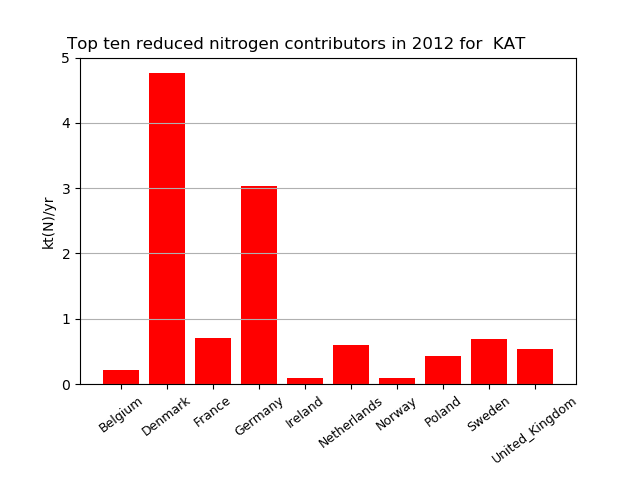 Top ten reduced nitrogen contributors in 2012 for  KAT
5
4
3
2
1
0
kt(N)/yr
Belgium
Denmark
France
Germany
Ireland
Netherlands
Norway
Poland
Sweden
United_Kingdom